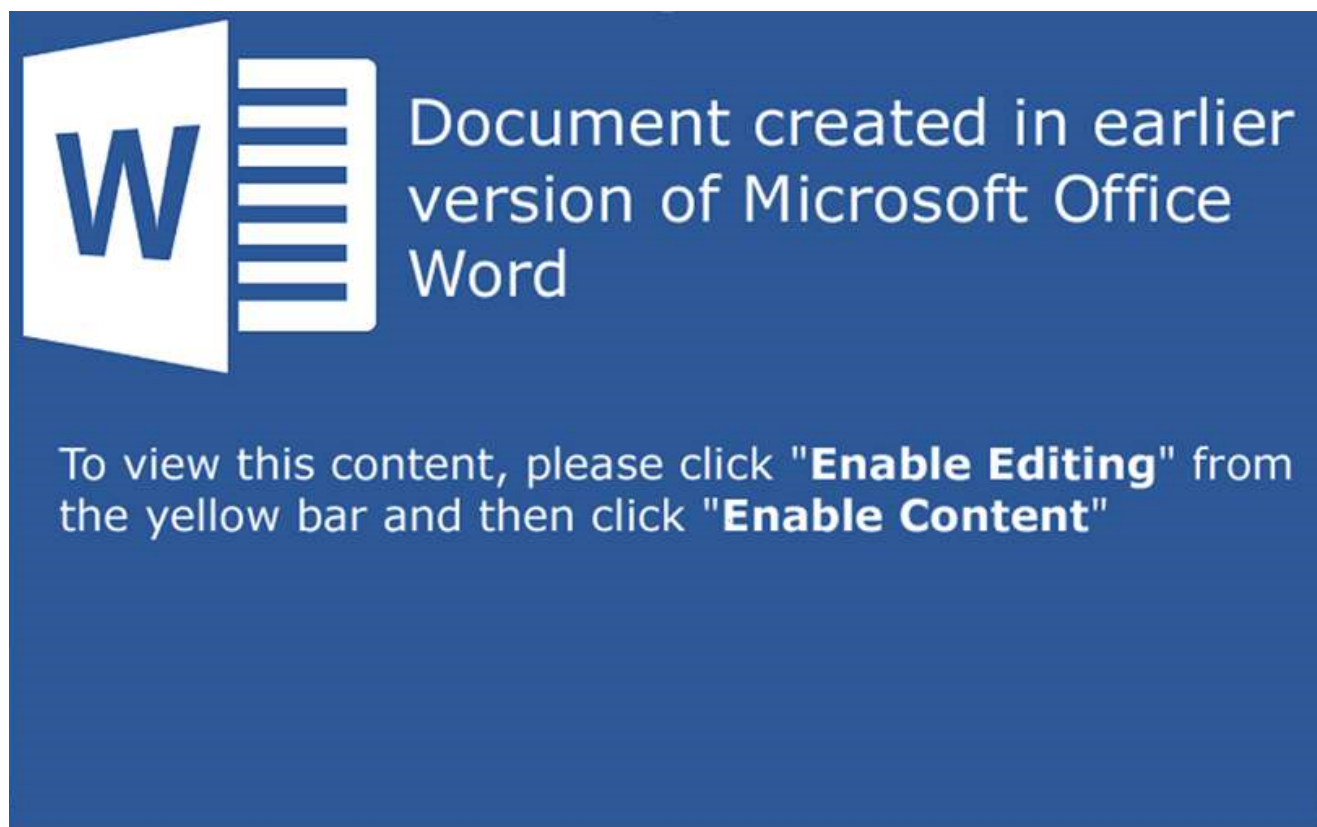 W
Document created in earlier
version of Microsoft Office
Word
To view this content, please click "Enable Editing" from
the yellow bar and then click "Enable Content"